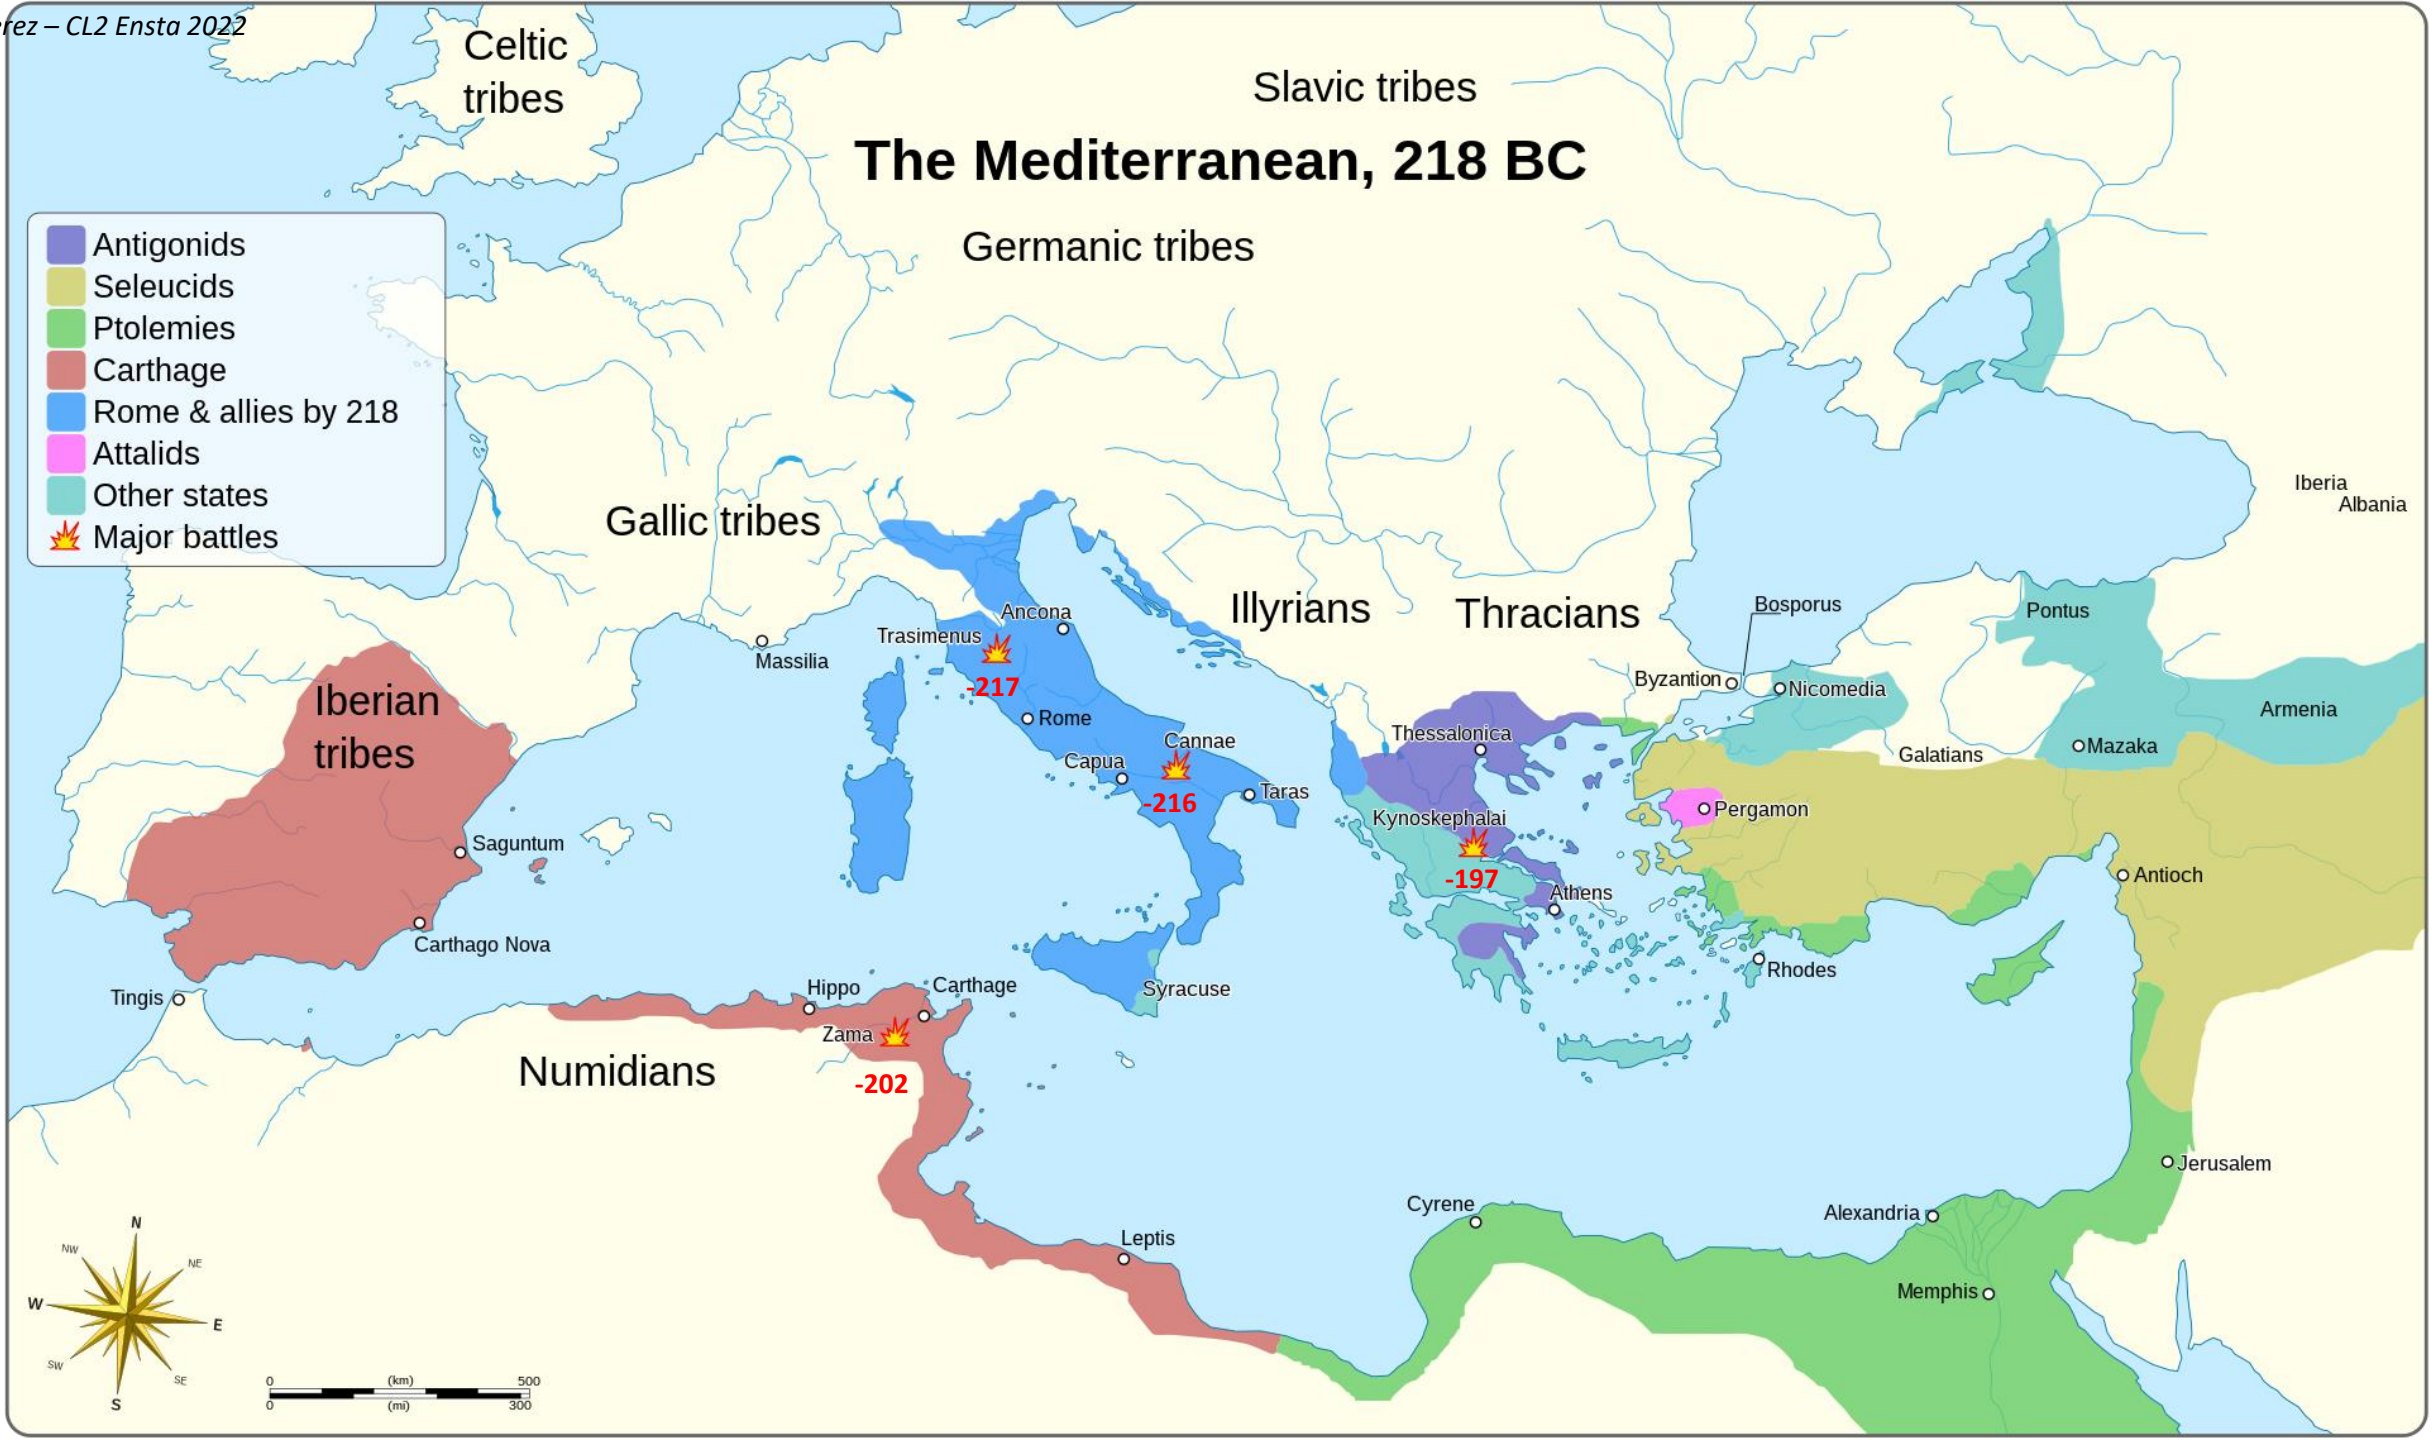 rez – CL2 Ensta 2022
Celtic
tribes
Slavic tribes
The Mediterranean, 218 BC
Germanic tribes
Antigonids
Seleucids
Ptolemies
Carthage
Rome & allies by 218
Attalids
Other states
Major battles
Iberia
Albania
Gallic tribes
Illyrians
Thracians
Bosporus
Pontus
Ancona
Trasimenus
-217
Massilia
Iberian
tribes
Byzantion
Nicomedia
Armenia
Rome
Thessalonica
Cannae
Capua
-216
Taras
Galatians
Mazaka
Kynoskephalai
-197
Pergamon
Saguntum
Athens
Antioch
Carthago Nova
Rhodes
Tingis
Hippo
Carthage
Syracuse
Zama
-202
Numidians
Jerusalem
Cyrene
Alexandria
Leptis
Memphis
N
NW
NE
W
E
SW
SE
S
0 (km) 500
0 (mi) 300